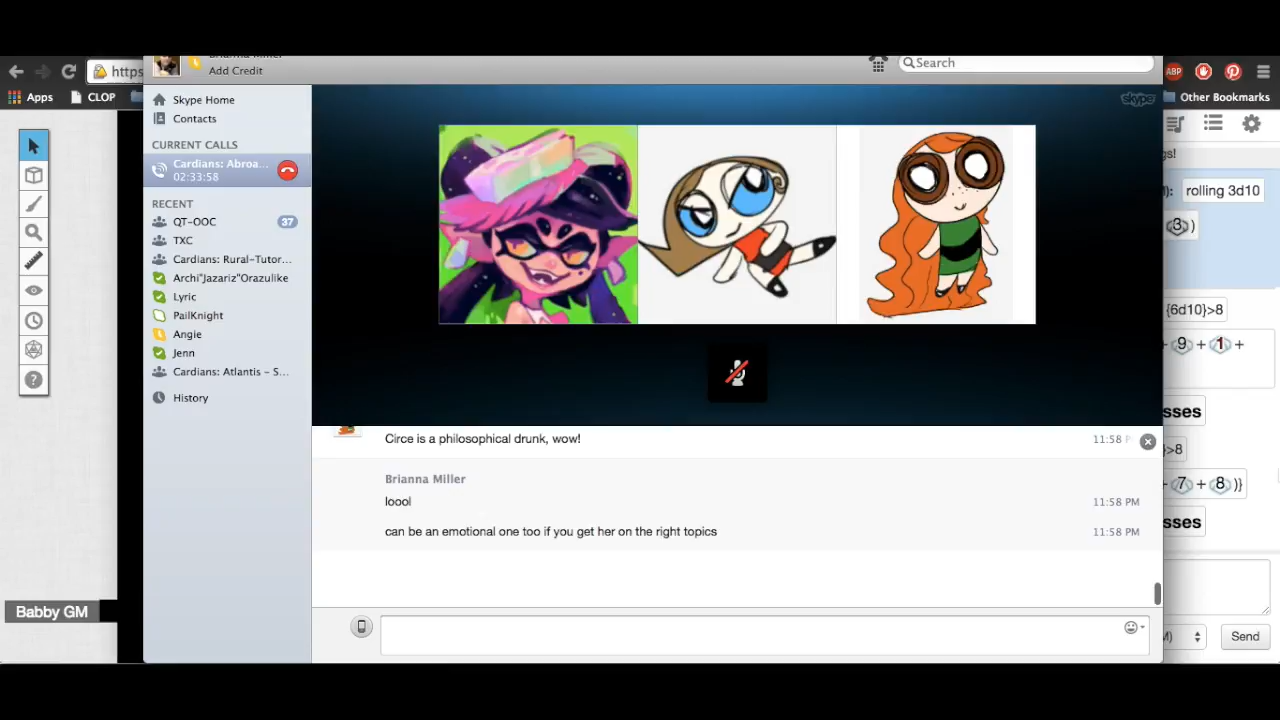 https
Add Credit
Search
ABP
Apps
CLOP
Other Bookmarks
Skype Home
Contacts
skype
CURRENT CALLS
Cardians: Abroa...
02:33:58
RECENT
QT-OOC
37
TXC
Cardians: Rural-Tutor...
Archi"Jazariz"Orazulike
Lyric
PailKnight
Angie
Jenn
Cardians: Atlantis – S...
History
gs!
): rolling 3d10
(3)
{6d10}>8
+ 9 + 1 +
sses
}>8
+ 7 + 8 )}
sses
Circe is a philosophical drunk, wow!
11:58
Brianna Miller
loool
11:58 PM
can be an emotional one too if you get her on the right topics
11:58 PM
Babby GM
M)
Send